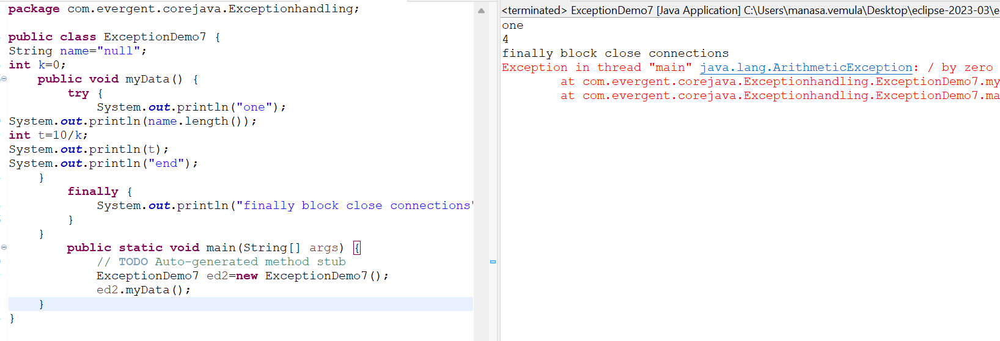 package com.evergent.corejava.Exceptionhandling;
public class ExceptionDemo7 {
String name="null";
int k=0;
public void myData() {
try {
System.out.println("one");
System.out.println(name.length());
int t=10/k;
System.out.println(t);
System.out.println("end");
}
finally {
System.out.println("finally block close connections"
}
}
public static void main(String[] args) {
// TODO Auto-generated method stub
ExceptionDemo7 ed2=new ExceptionDemo7();
ed2.myData();
}
}
<terminated> ExceptionDemo7 [Java Application] C:\Users\manasa.vemula\Desktop\eclipse-2023-03\e
one
4
finally block close connections
Exception in thread "main" java.lang.ArithmeticException: / by zero
at com.evergent.corejava.Exceptionhandling.ExceptionDemo7.my
at com.evergent.corejava.Exceptionhandling.ExceptionDemo7.ma